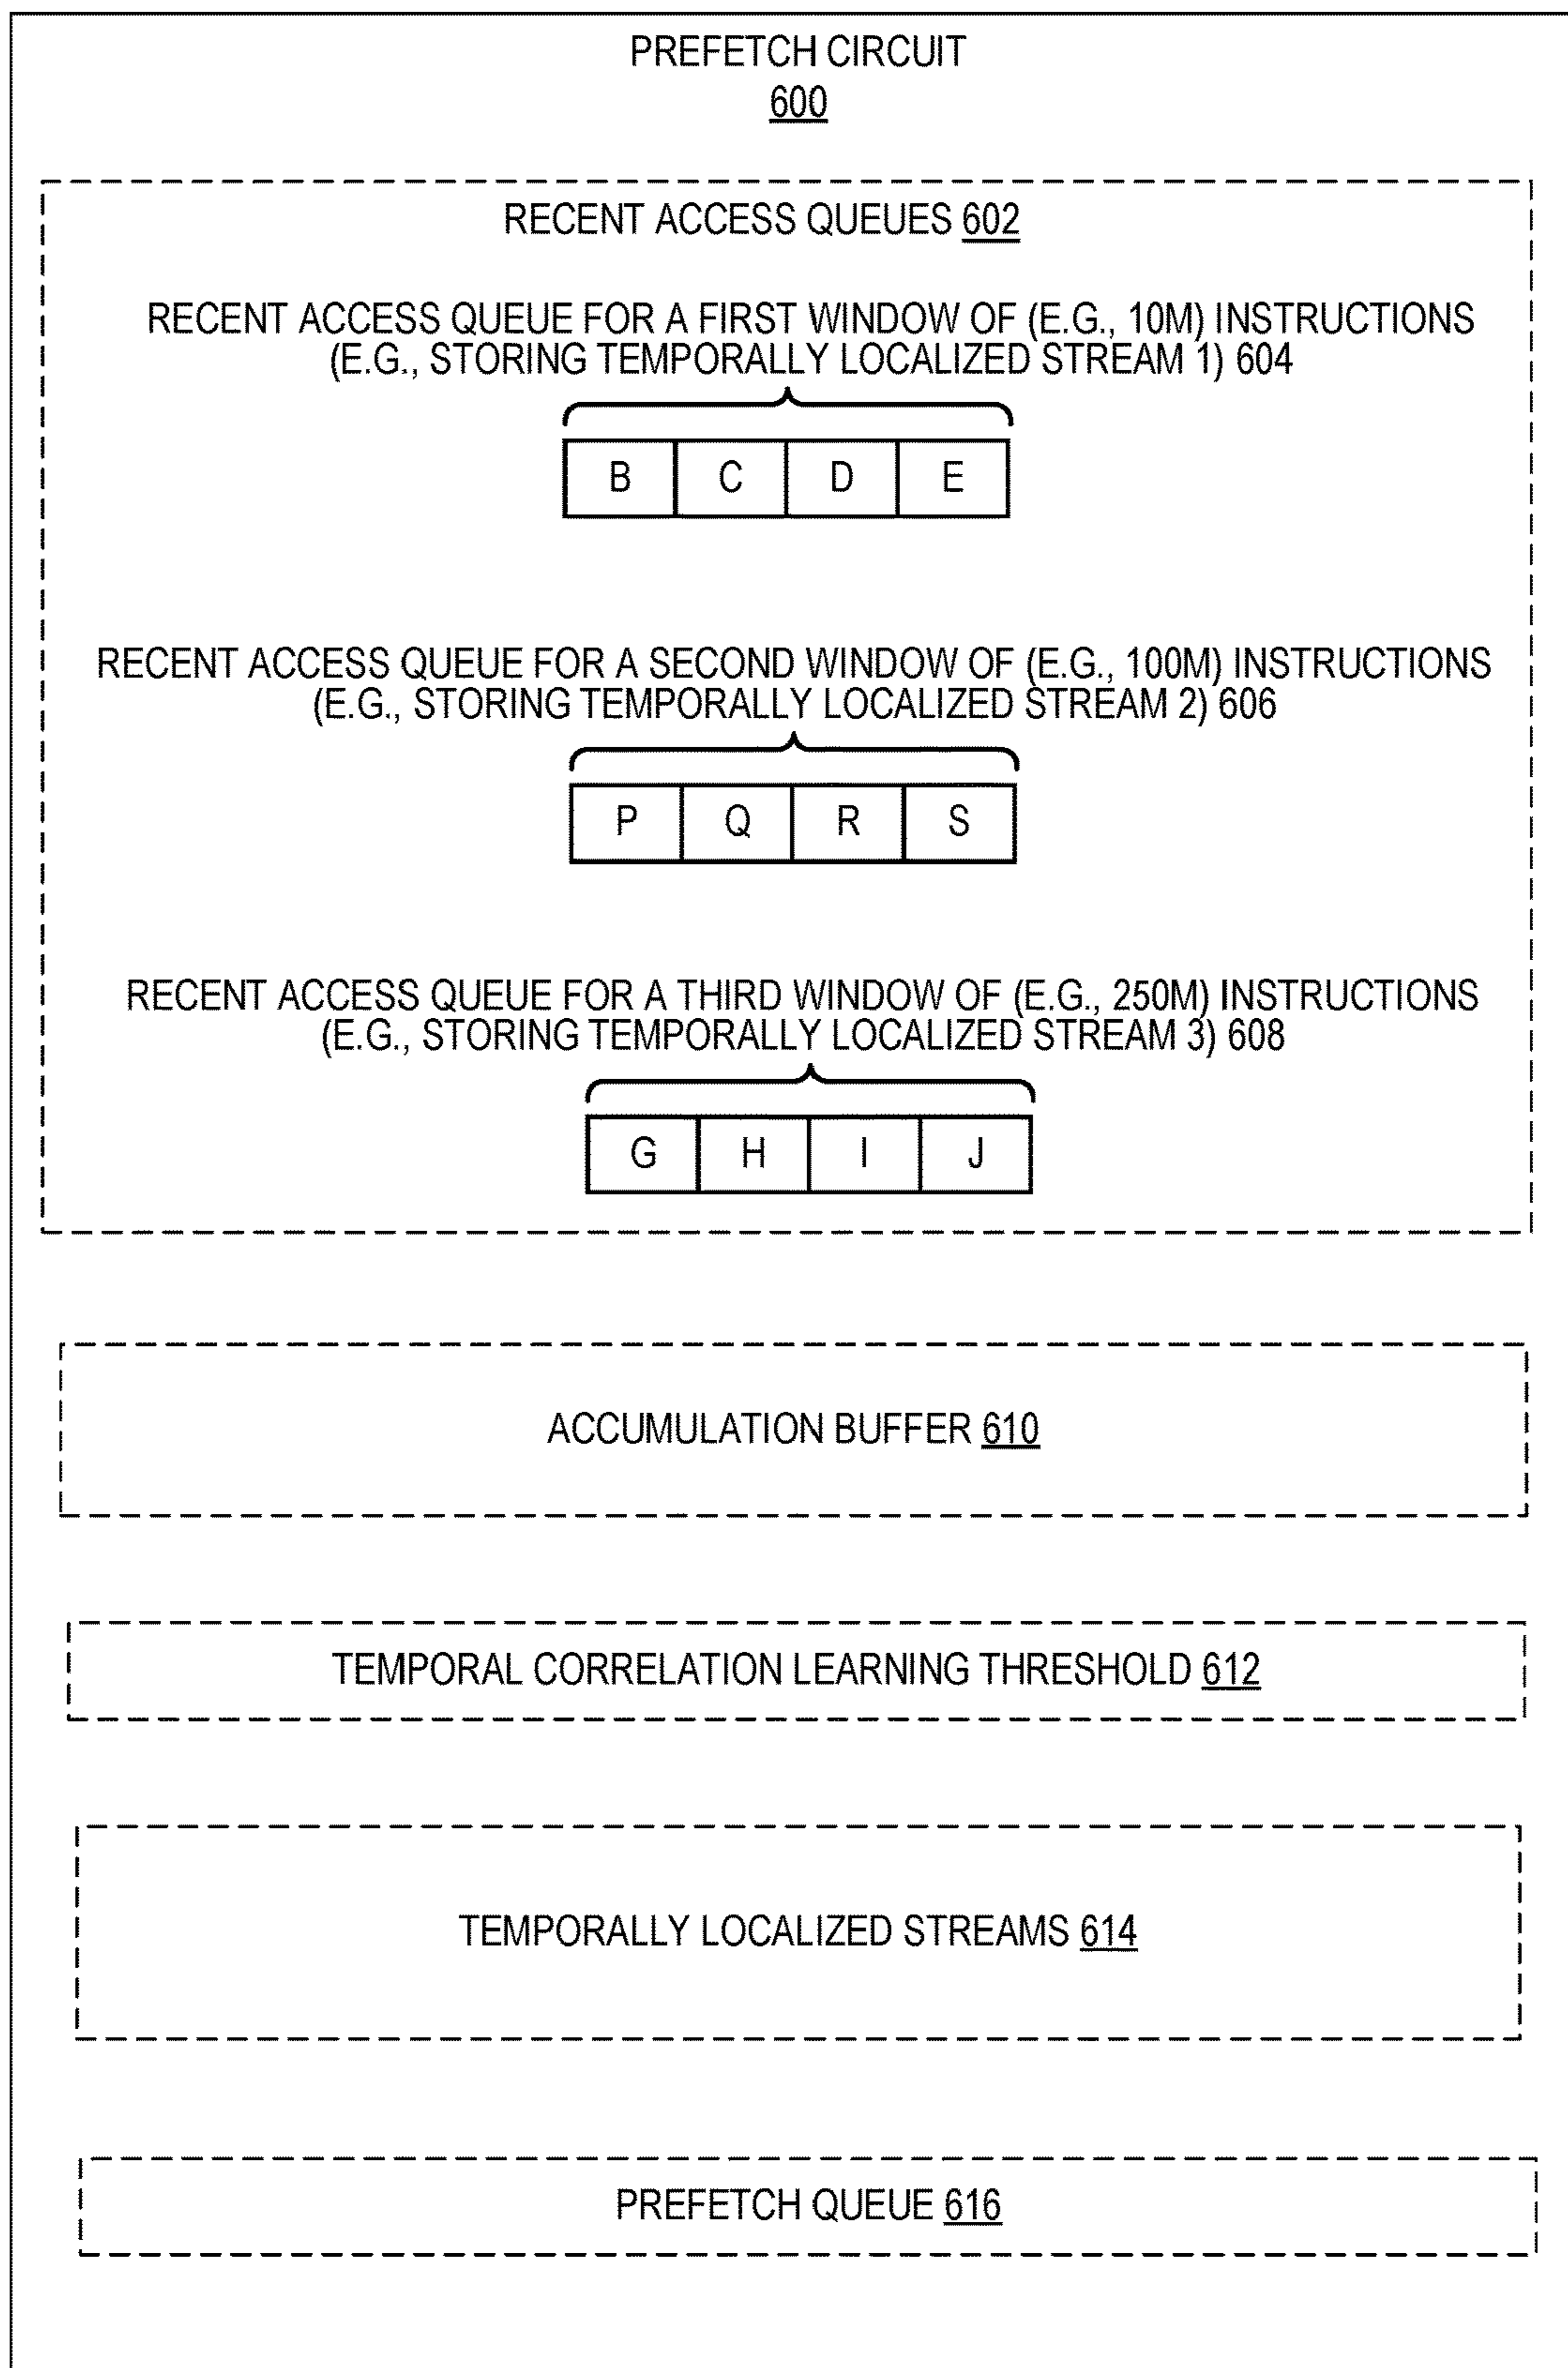 PREFETCH CIRCUIT
600
RECENT ACCESS QUEUES 602
RECENT ACCESS QUEUE FOR A FIRST WINDOW OF (E.G., 10M) INSTRUCTIONS
(E.G., STORING TEMPORALLY LOCALIZED STREAM 1) 604
B C D E
RECENT ACCESS QUEUE FOR A SECOND WINDOW OF (E.G., 100M) INSTRUCTIONS
(E.G., STORING TEMPORALLY LOCALIZED STREAM 2) 606
P Q R S
RECENT ACCESS QUEUE FOR A THIRD WINDOW OF (E.G., 250M) INSTRUCTIONS
(E.G., STORING TEMPORALLY LOCALIZED STREAM 3) 608
G H I J
ACCUMULATION BUFFER 610
TEMPORAL CORRELATION LEARNING THRESHOLD 612
TEMPORALLY LOCALIZED STREAMS 614
PREFETCH QUEUE 616